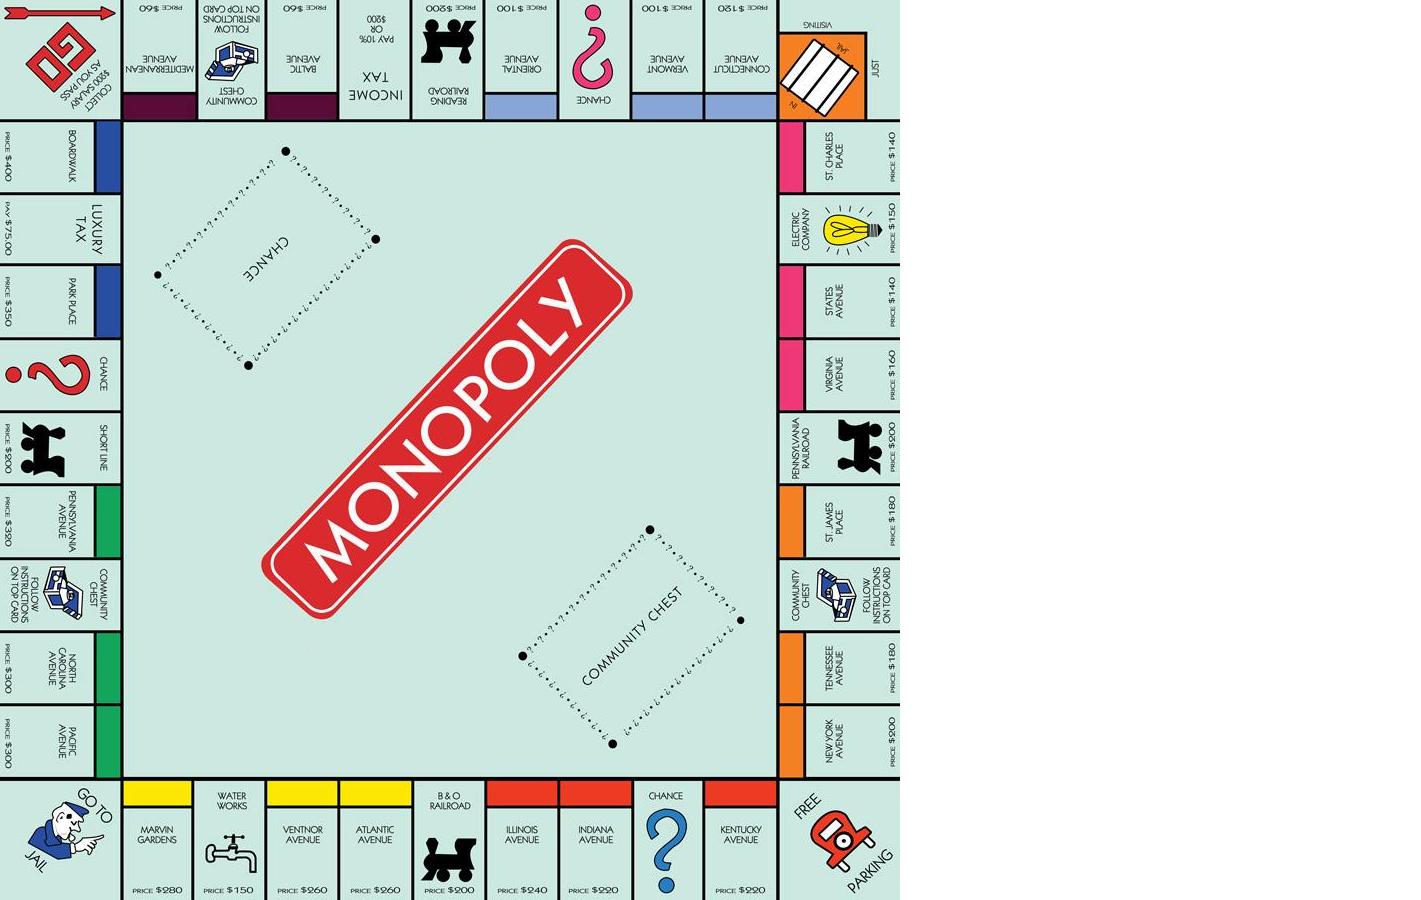 COLLECT
$200 SALARY
AS YOU PASS
GO
MEDITERRANEAN
AVENUE
PRICE $60
COMMUNITY
CHEST
FOLLOW
INSTRUCTIONS
ON TOP CARD
BALTIC
AVENUE
PRICE $60
INCOME
TAX
PAY 10%
OR
$200
READING
RAILROAD
PRICE $200
ORIENTAL
AVENUE
PRICE $100
CHANCE
?
VERMONT
AVENUE
PRICE $100
CONNECTICUT
AVENUE
PRICE $120
IN
JAIL
JUST
VISITING
ST. CHARLES
PLACE
PRICE $140
ELECTRIC
COMPANY
PRICE $150
STATES
AVENUE
PRICE $140
VIRGINIA
AVENUE
PRICE $160
PENNSYLVANIA
RAILROAD
PRICE $200
ST. JAMES
PLACE
PRICE $180
COMMUNITY
CHEST
FOLLOW
INSTRUCTIONS
ON TOP CARD
TENNESSEE
AVENUE
PRICE $180
NEW YORK
AVENUE
PRICE $200
FREE
PARKING
KENTUCKY
AVENUE
PRICE $220
CHANCE
?
INDIANA
AVENUE
PRICE $220
ILLINOIS
AVENUE
PRICE $240
B & O
RAILROAD
PRICE $200
ATLANTIC
AVENUE
PRICE $260
VENTNOR
AVENUE
PRICE $260
WATER
WORKS
PRICE $150
MARVIN
GARDENS
PRICE $280
GO TO
JAIL
PACIFIC
AVENUE
PRICE $300
NORTH
CAROLINA
AVENUE
PRICE $300
COMMUNITY
CHEST
FOLLOW
INSTRUCTIONS
ON TOP CARD
PENNSYLVANIA
AVENUE
PRICE $320
SHORT LINE
PRICE $200
CHANCE
?
PARK PLACE
PRICE $350
LUXURY
TAX
PAY $75.00
BOARDWALK
PRICE $400
CHANCE
MONOPOLY
COMMUNITY CHEST